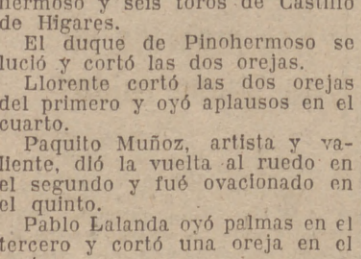 hermoso y seis toros de Castillo
de Higares.
El duque de Pinohermoso se
lució y cortó las dos orejas.
Llorente cortó las dos orejas
del primero y oyó aplausos en el
cuarto.
Paquito Muñoz, artista y va-
liente, dió la vuelta al ruedo en
el segundo y fué ovacionado en
el quinto.
Pablo Lalanda oyó palmas en el
tercero y cortó una oreja en el